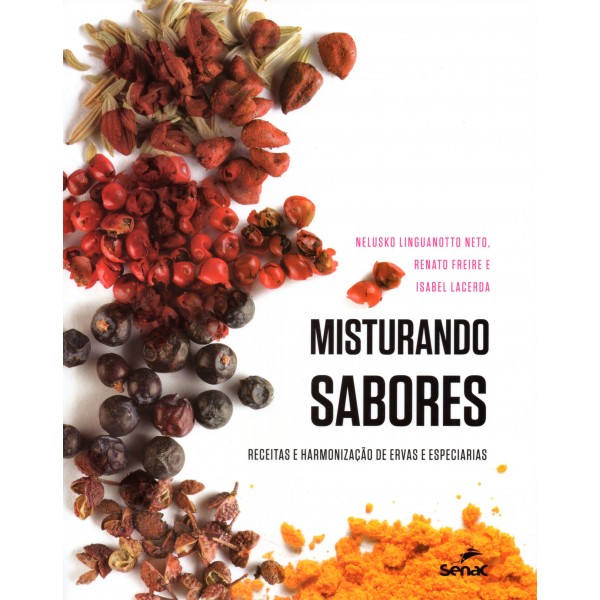 NELUSKO LINGUANOTTO NETO,
RENATO FREIRE E
ISABEL LACERDA
MISTURANDO
SABORES
RECEITAS E HARMONIZAÇÃO DE ERVAS E ESPECIARIAS
Senac